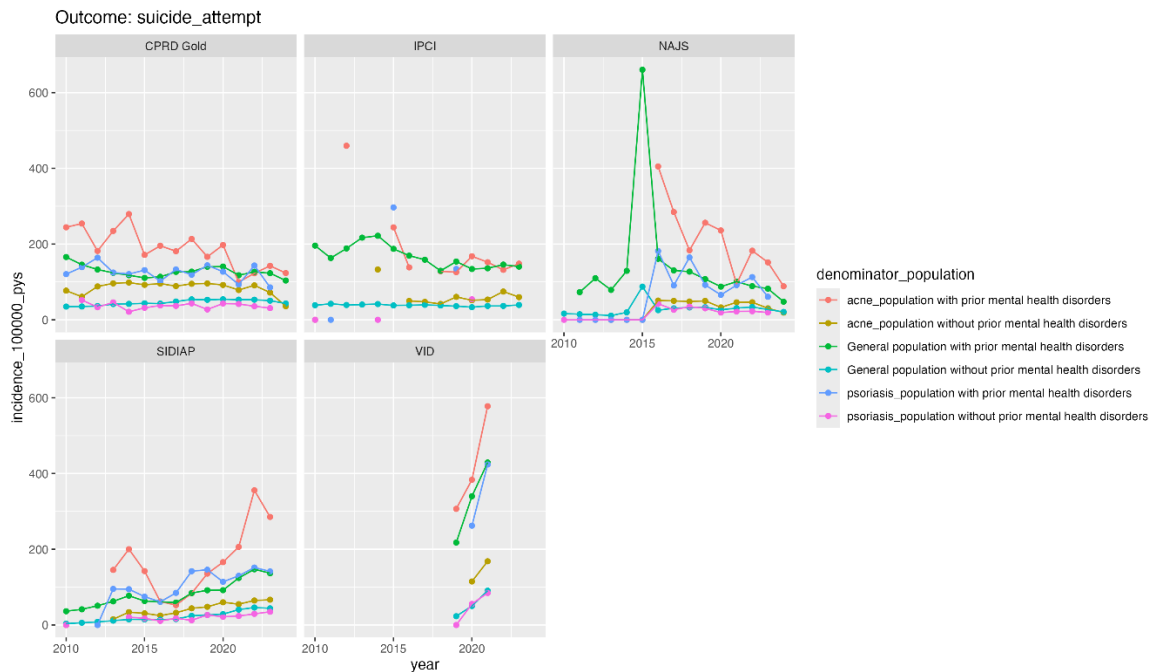 Outcome: suicide_attempt
CPRD Gold
IPCI
NAJS
600
400
200
0
2010 2015 2020
SIDIAP
VID
600
400
200
0
2010 2015 2020
2010 2015 2020
incidence_100000_pys
year
denominator_population
acne_population with prior mental health disorders
acne_population without prior mental health disorders
General population with prior mental health disorders
General population without prior mental health disorders
psoriasis_population with prior mental health disorders
psoriasis_population without prior mental health disorders